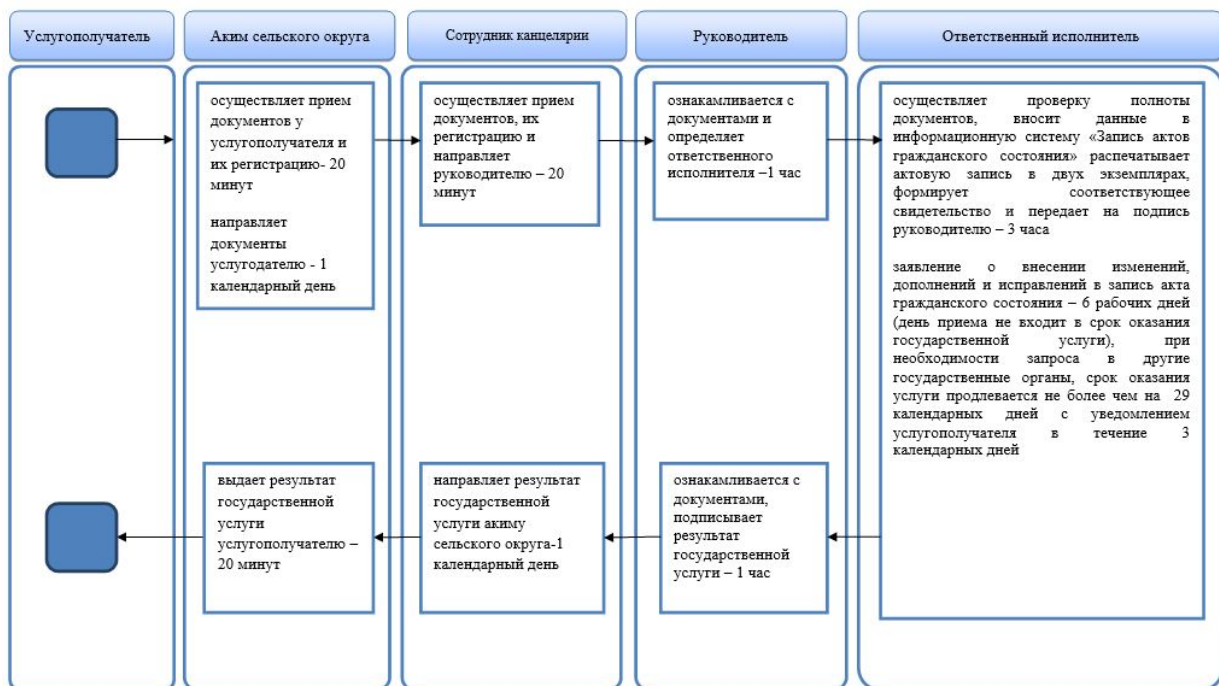 Услугополучатель
Аким сельского округа
Сотрудник канцелярии
Руководитель
Ответственный исполнитель
осуществляет прием
документов у
услугополучателя и
их регистрацию- 20
минут
направляет
документы
услугодателю - 1
календарный день
осуществляет прием
документов, их
регистрацию и
направляет
руководителю – 20
минут
ознакамливается с
документами и
определяет
ответственного
исполнителя –1 час
осуществляет проверку полноты
документов, вносит данные в
информационную систему «Запись актов
гражданского состояния» распечатывает
актовую запись в двух экземплярах,
формирует соответствующее
свидетельство и передает на подпись
руководителю – 3 часа
заявление о внесении изменений,
дополнений и исправлений в запись акта
гражданского состояния – 6 рабочих дней
(день приема не входит в срок оказания
государственной услуги), при
необходимости запроса в другие
государственные органы, срок оказания
услуги продлевается не более чем на 29
календарных дней с уведомлением
услугополучателя в течение 3
календарных дней
выдает результат
государственной
услуги
услугополучателю –
20 минут
направляет результат
государственной
услуги акиму
сельского округа-1
календарный день
ознакамливается с
документами,
подписывает
результат
государственной
услуги – 1 час